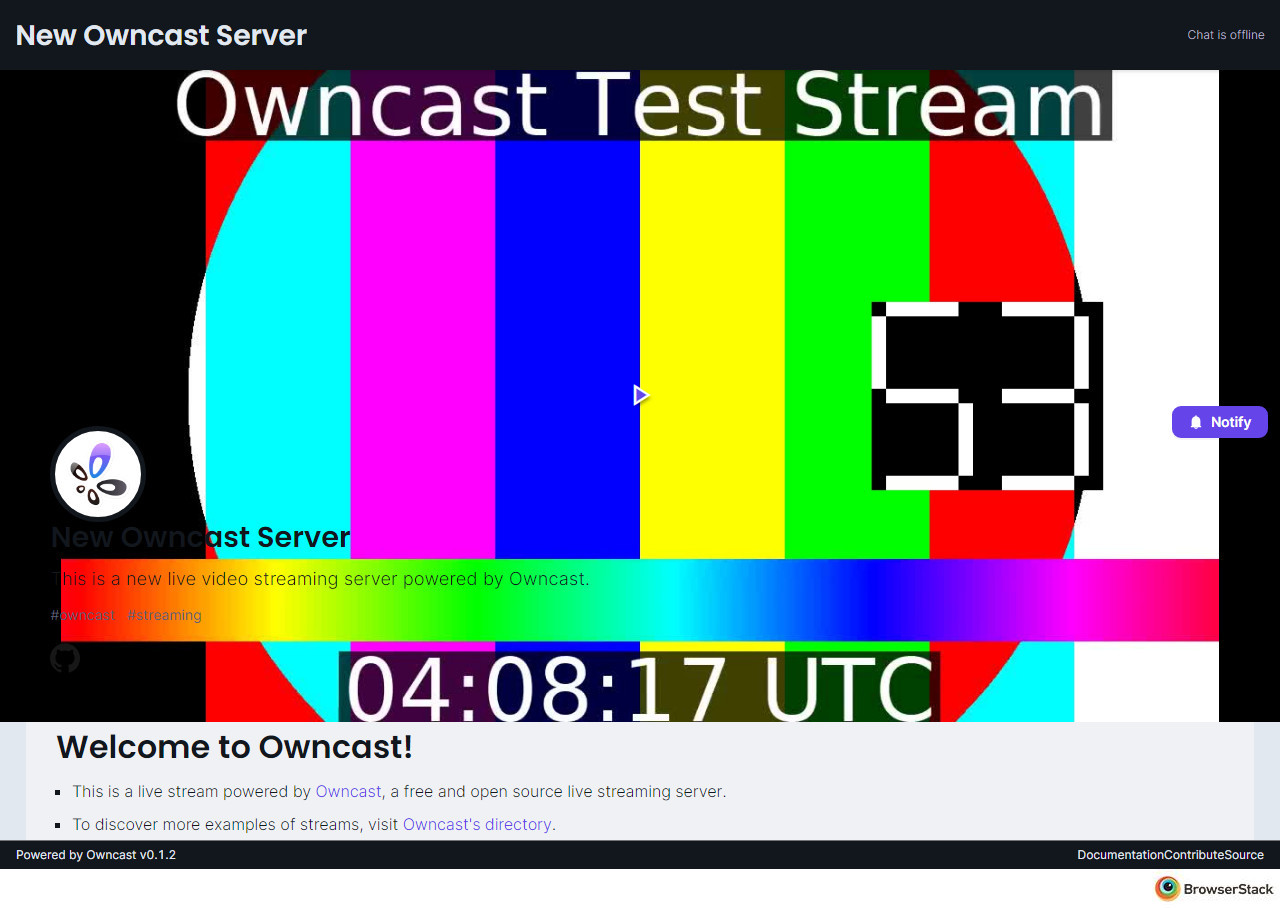 New Owncast Server
Chat is offline
Owncast Test Stream
53
Notify
New Owncast Server
This is a new live video streaming server powered by Owncast.
#owncast #streaming
04:08:17 UTC
Welcome to Owncast!
This is a live stream powered by Owncast, a free and open source live streaming server.
To discover more examples of streams, visit Owncast's directory.
Powered by Owncast v0.1.2
DocumentationContributeSource
BrowserStack